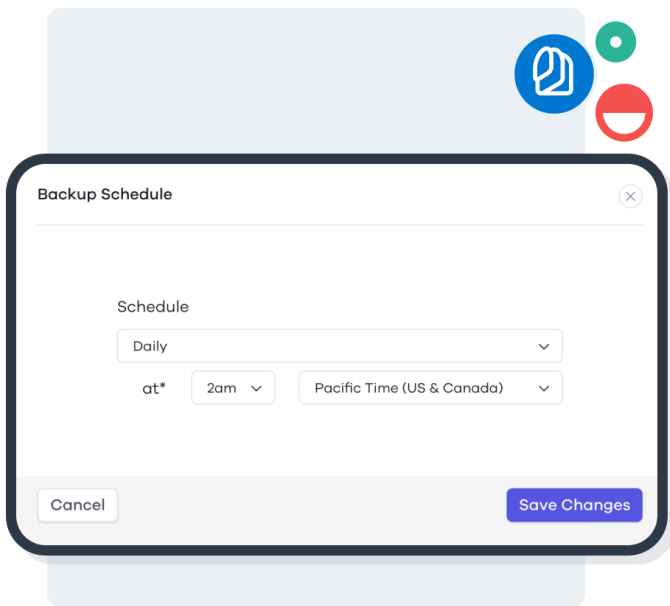 Backup Schedule
Schedule
Daily
at* 2am Pacific Time (US & Canada)
Cancel Save Changes